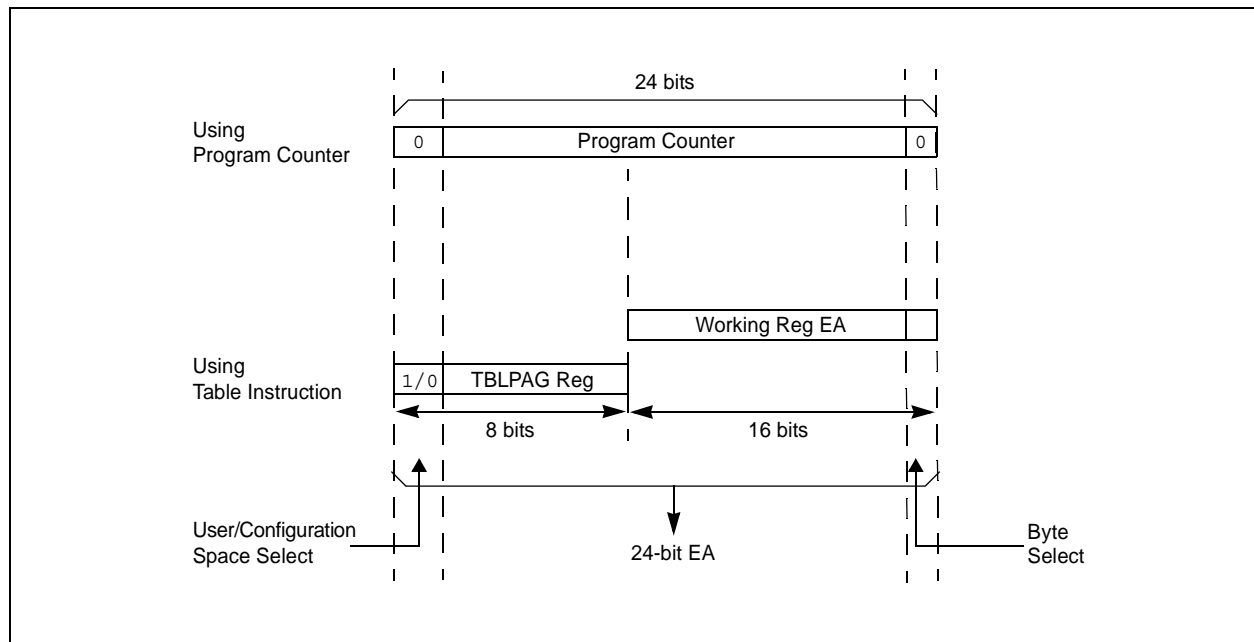 24 bits
Using
Program Counter
0
Program Counter
0
Working Reg EA
Using
Table Instruction
1/0
TBLPAG Reg
8 bits
16 bits
User/Configuration
Space Select
24-bit EA
Byte
Select